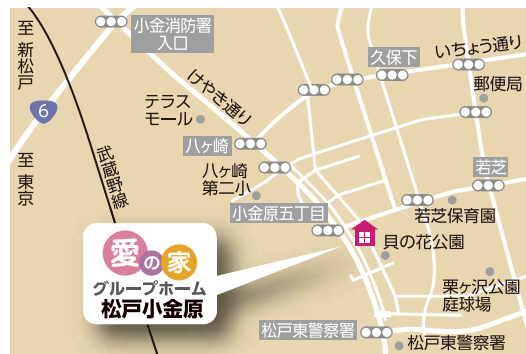 至 新松戸
小金消防署
入口
いちょう通り
久保下
けやき通り
郵便局
テラス
モール
6
八ヶ崎
武蔵野線
至 東京
八ヶ崎
第二小
若芝
小金原五丁目
若芝保育園
貝の花公園
愛の家
グループホーム
松戸小金原
栗ヶ沢公園
庭球場
松戸東警察署
松戸東警察署